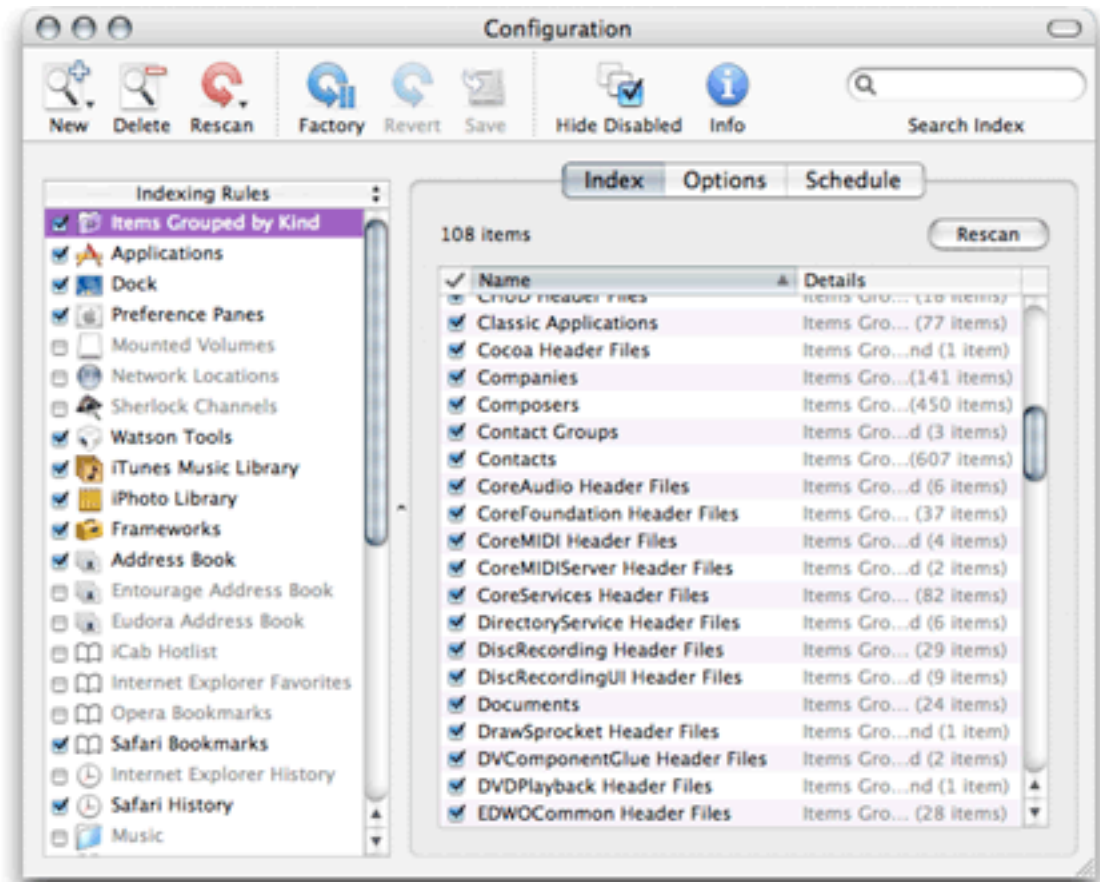 Configuration
New Delete Rescan Factory Revert Save Hide Disabled Info Search Index
Indexing Rules
Items Grouped by Kind
Applications
Dock
Preference Panes
Mounted Volumes
Network Locations
Sherlock Channels
Watson Tools
iTunes Music Library
iPhoto Library
Frameworks
Address Book
Entourage Address Book
Eudora Address Book
iCab Hotlist
Internet Explorer Favorites
Opera Bookmarks
Safari Bookmarks
Internet Explorer History
Safari History
Music
Index Options Schedule
108 items Rescan
Name Details
CHUD Header Files Items Gro... (18 items)
Classic Applications Items Gro... (77 items)
Cocoa Header Files Items Gro...nd (1 item)
Companies Items Gro...(141 items)
Composers Items Gro...(450 items)
Contact Groups Items Gro...d (3 items)
Contacts Items Gro...(607 items)
CoreAudio Header Files Items Gro...d (6 items)
CoreFoundation Header Files Items Gro... (37 items)
CoreMIDI Header Files Items Gro...d (4 items)
CoreMIDIServer Header Files Items Gro...d (2 items)
CoreServices Header Files Items Gro... (82 items)
DirectoryService Header Files Items Gro...d (6 items)
DiscRecording Header Files Items Gro... (29 items)
DiscRecordingUI Header Files Items Gro...d (9 items)
Documents Items Gro... (24 items)
DrawSprocket Header Files Items Gro...nd (1 item)
DVComponentGlue Header Files Items Gro...d (2 items)
DVDPlayback Header Files Items Gro...nd (1 item)
EDWOCommon Header Files Items Gro... (28 items)